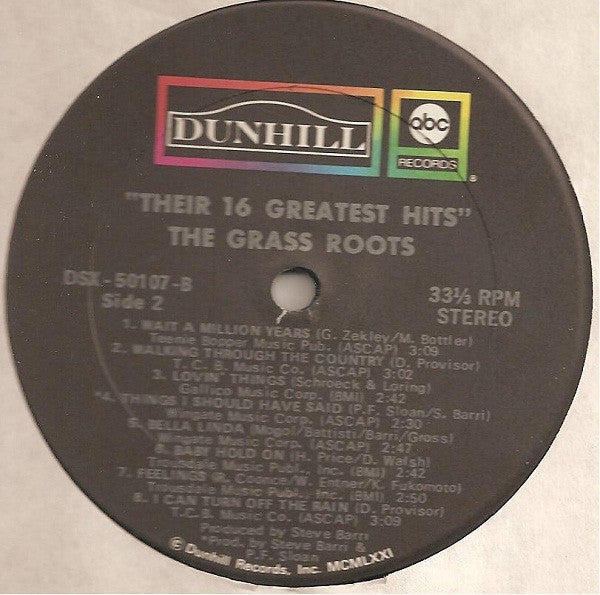 DUNHILL
abc
RECORDS
®
"THEIR 16 GREATEST HITS"
THE GRASS ROOTS
DSX-50107-B
Side 2
33⅓ RPM
STEREO
1. WAIT A MILLION YEARS (G. Zekley/M. Bottler)
Teenie Bopper Music Pub. (ASCAP) 3:09
2. WALKING THROUGH THE COUNTRY (D. Provisor)
T.C.B. Music Co. (ASCAP) 3:02
3. LOVIN' THINGS (Schroeck & Loring)
Gallico Music Corp. (BMI) 2:42
*4. THINGS I SHOULD HAVE SAID (P.F. Sloan/S. Barri)
Wingate Music Corp. (ASCAP) 2:30
5. BELLA LINDA (Mogol/Battisti/Barri/Gross)
Wingate Music Corp. (ASCAP) 2:47
6. BABY HOLD ON (H. Price/D. Walsh)
Trousdale Music Publ., Inc. (BMI) 2:42
7. FEELINGS (R. Coonce/W. Entner/K. Fukomoto)
Trousdale Music Publ., Inc. (BMI) 2:50
8. I CAN TURN OFF THE RAIN (D. Provisor)
T.C.B. Music Co. (ASCAP) 3:09
Produced by Steve Barri
*Prod. by Steve Barri &
P.F. Sloan
© Dunhill Records, Inc. MCMLXXI